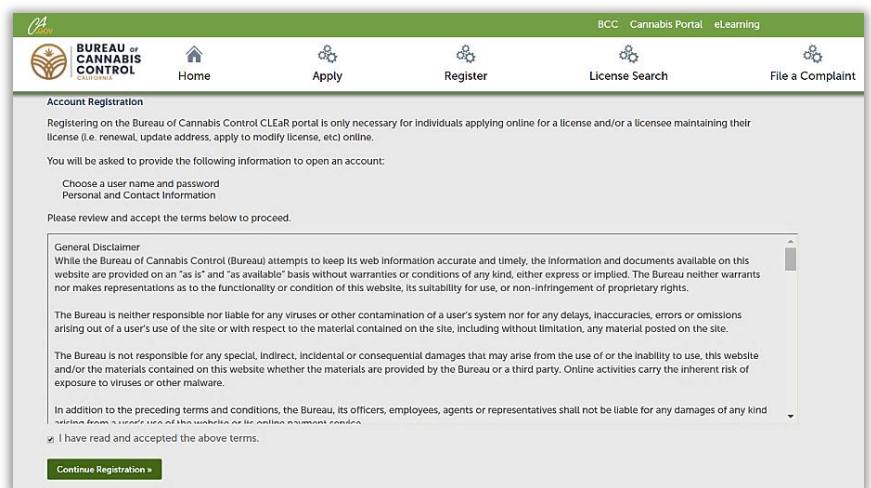 CA.GOV
BCC Cannabis Portal eLearning
BUREAU OF
CANNABIS
CONTROL
CALIFORNIA
Home
Apply
Register
License Search
File a Complaint
Account Registration
Registering on the Bureau of Cannabis Control CLEaR portal is only necessary for individuals applying online for a license and/or a licensee maintaining their
license (i.e. renewal, update address, apply to modify license, etc) online.
You will be asked to provide the following information to open an account:
Choose a user name and password
Personal and Contact Information
Please review and accept the terms below to proceed.
General Disclaimer
While the Bureau of Cannabis Control (Bureau) attempts to keep its web information accurate and timely, the information and documents available on this
website are provided on an "as is" and "as available" basis without warranties or conditions of any kind, either express or implied. The Bureau neither warrants
nor makes representations as to the functionality or condition of this website, its suitability for use, or non-infringement of proprietary rights.
The Bureau is neither responsible nor liable for any viruses or other contamination of a user's system nor for any delays, inaccuracies, errors or omissions
arising out of a user's use of the site or with respect to the material contained on the site, including without limitation, any material posted on the site.
The Bureau is not responsible for any special, indirect, incidental or consequential damages that may arise from the use of or the inability to use, this website
and/or the materials contained on this website whether the materials are provided by the Bureau or a third party. Online activities carry the inherent risk of
exposure to viruses or other malware.
In addition to the preceding terms and conditions, the Bureau, its officers, employees, agents or representatives shall not be liable for any damages of any kind
arising from a user's use of the website or its online payment service.
I have read and accepted the above terms.
Continue Registration »